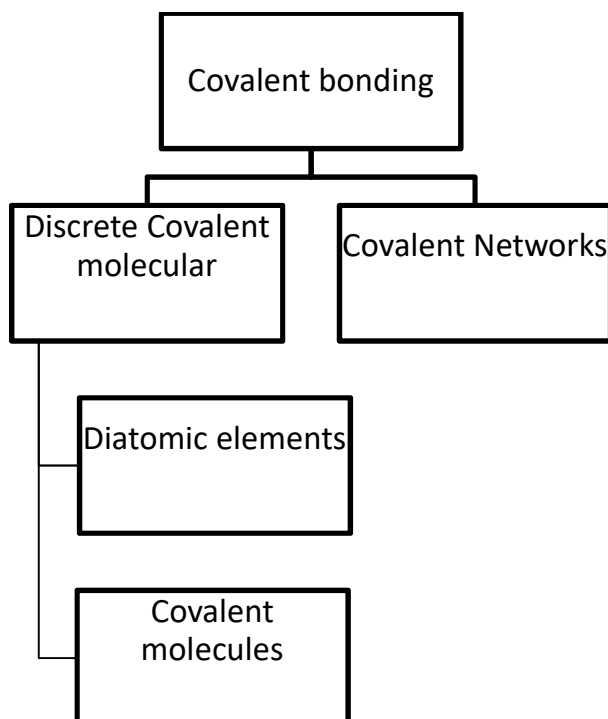 Covalent bonding
Discrete Covalent
molecular
Covalent Networks
Diatomic elements
Covalent
molecules